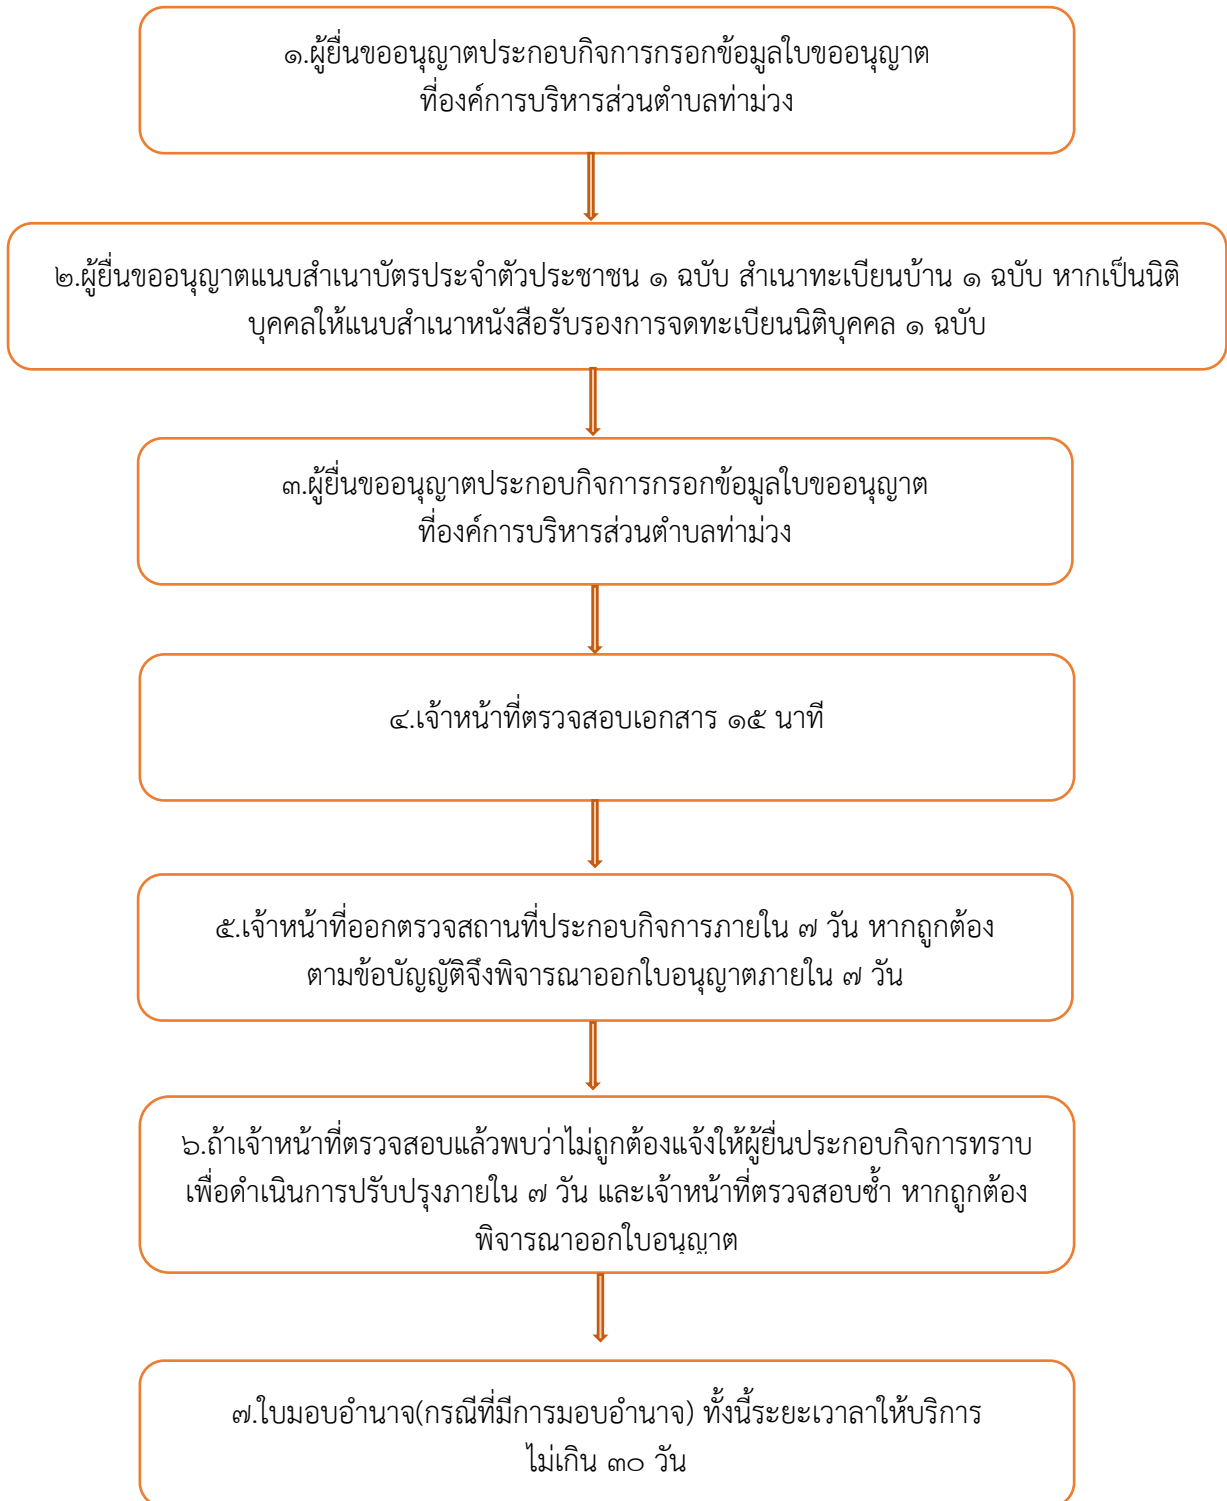 ๑.ผู้ยื่นขออนุญาตประกอบกิจการกรอกข้อมูลใบขออนุญาต
ที่องค์การบริหารส่วนตำบลท่าม่วง
๒.ผู้ยื่นขออนุญาตแนบสำเนาบัตรประจำตัวประชาชน ๑ ฉบับ สำเนาทะเบียนบ้าน ๑ ฉบับ หากเป็นนิติ
บุคคลให้แนบสำเนาหนังสือรับรองการจดทะเบียนนิติบุคคล ๑ ฉบับ
๓.ผู้ยื่นขออนุญาตประกอบกิจการกรอกข้อมูลใบขออนุญาต
ที่องค์การบริหารส่วนตำบลท่าม่วง
๔.เจ้าหน้าที่ตรวจสอบเอกสาร ๑๕ นาที
๕.เจ้าหน้าที่ออกตรวจสถานที่ประกอบกิจการภายใน ๗ วัน หากถูกต้อง
ตามข้อบัญญัติจึงพิจารณาออกใบอนุญาตภายใน ๗ วัน
๖.ถ้าเจ้าหน้าที่ตรวจสอบแล้วพบว่าไม่ถูกต้องแจ้งให้ผู้ยื่นประกอบกิจการทราบ
เพื่อดำเนินการปรับปรุงภายใน ๗ วัน และเจ้าหน้าที่ตรวจสอบซ้ำ หากถูกต้อง
พิจารณาออกใบอนุญาต
๗.ใบมอบอำนาจ(กรณีที่มีการมอบอำนาจ) ทั้งนี้ระยะเวาลาให้บริการ
ไม่เกิน ๓๐ วัน